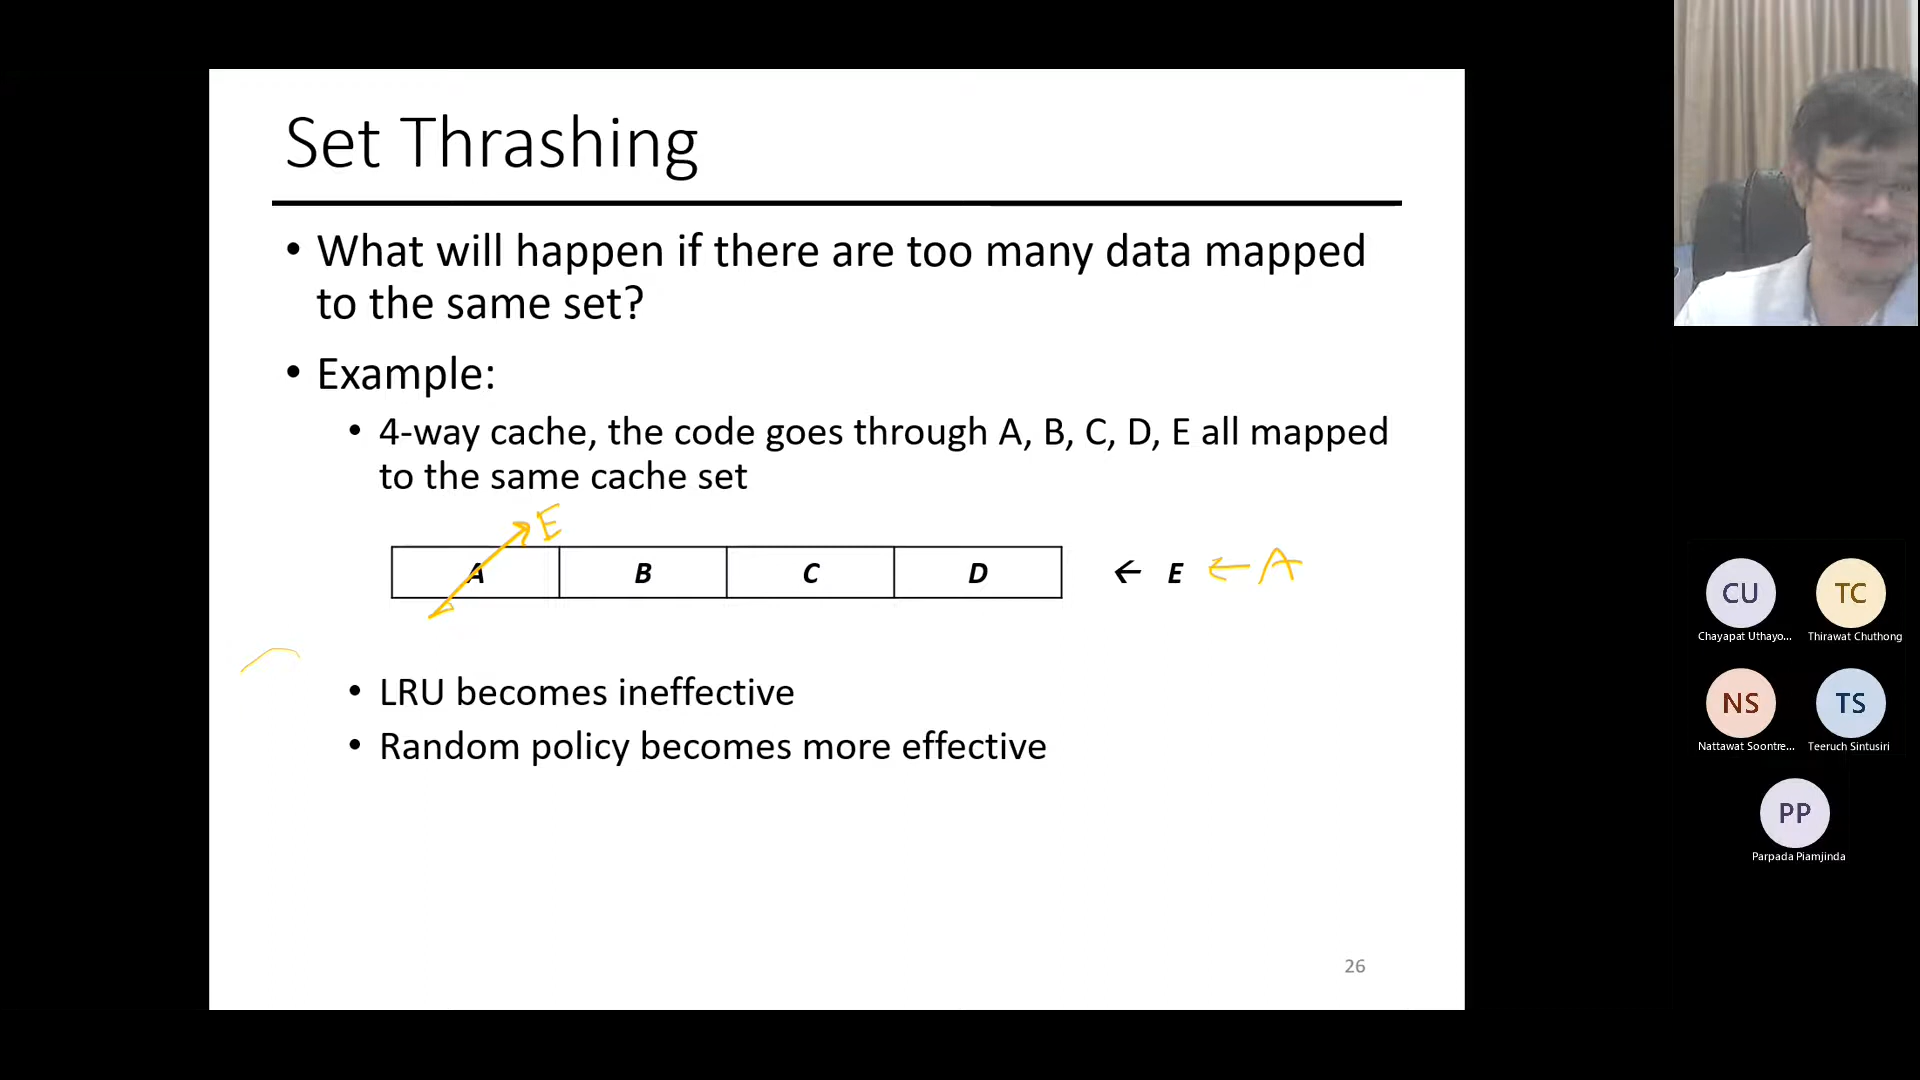 Set Thrashing
• What will happen if there are too many data mapped
to the same set?
• Example:
• 4-way cache, the code goes through A, B, C, D, E all mapped
to the same cache set
E
A B C D ← E ← A
• LRU becomes ineffective
• Random policy becomes more effective
26
CU TC
Chayapat Uthayo... Thirawat Chuthong
NS TS
Nattawat Soontre... Teeruch Sintusiri
PP
Parpada Piamjinda